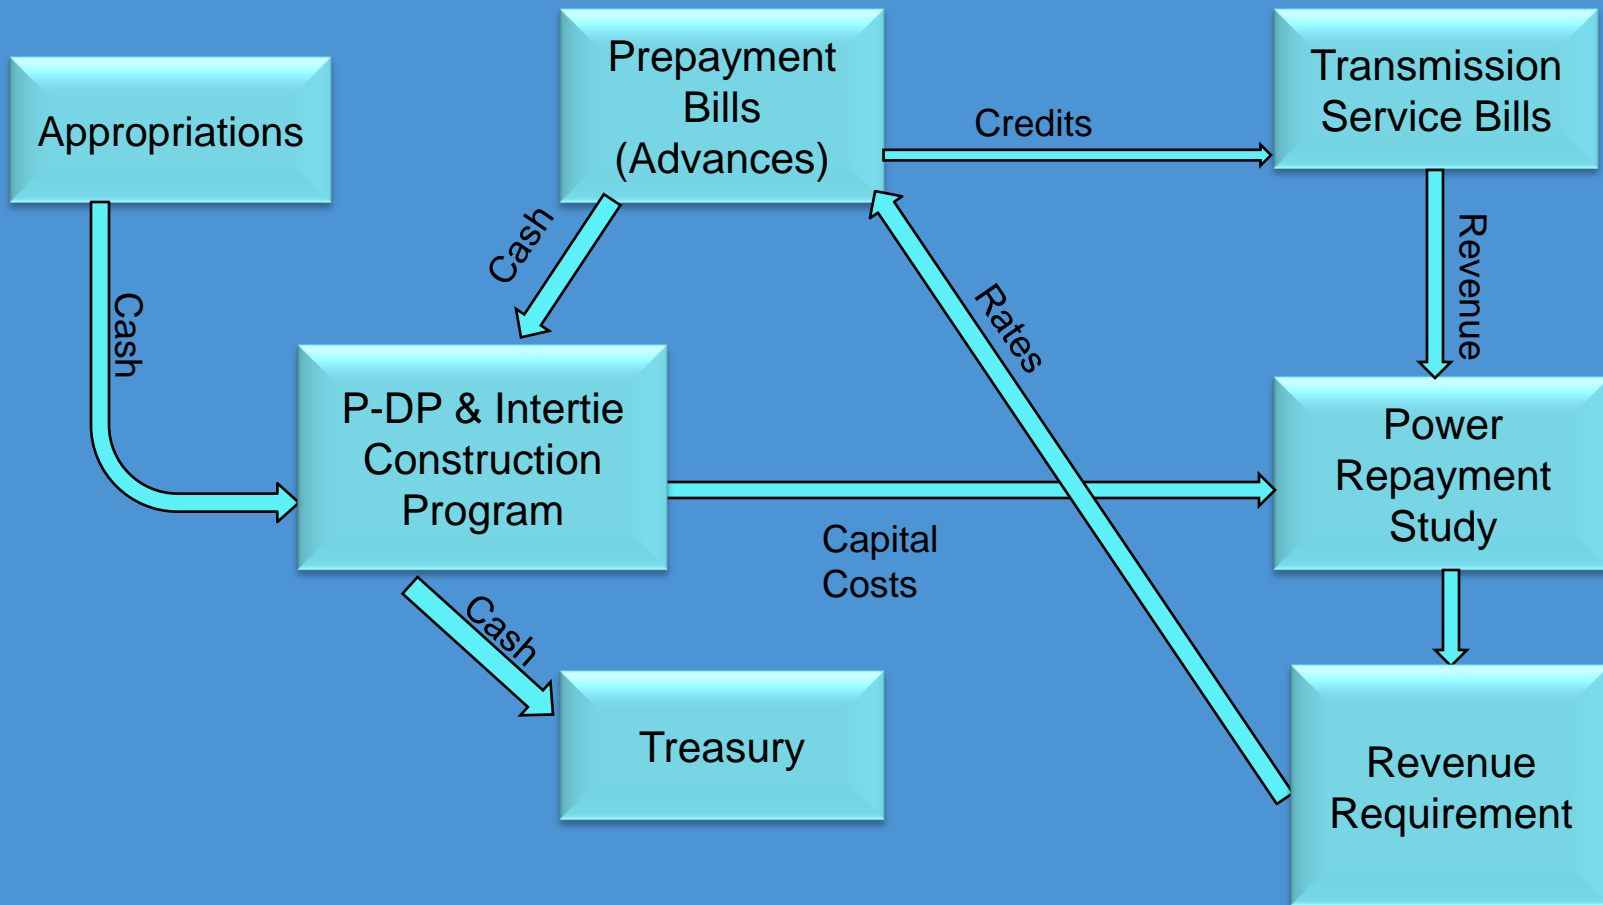 Appropriations
Prepayment
Bills
(Advances)
Credits
Transmission
Service Bills
Cash
Cash
Rates
Revenue
P-DP & Intertie
Construction
Program
Capital
Costs
Power
Repayment
Study
Cash
Treasury
Revenue
Requirement